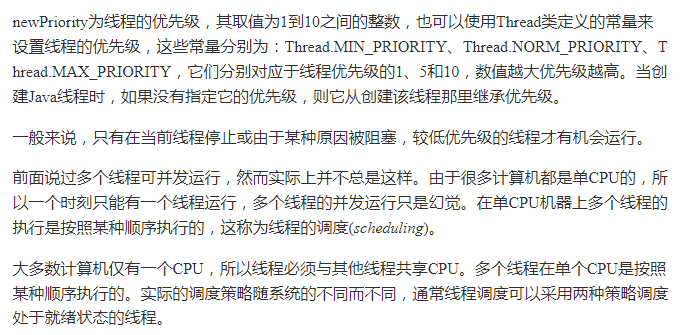 newPriority为线程的优先级，其取值为1到10之间的整数，也可以使用Thread类定义的常量来
设置线程的优先级，这些常量分别为：Thread.MIN_PRIORITY、Thread.NORM_PRIORITY、T
hread.MAX_PRIORITY，它们分别对应于线程优先级的1、5和10，数值越大优先级越高。当创
建Java线程时，如果没有指定它的优先级，则它从创建该线程那里继承优先级。
一般来说，只有在当前线程停止或由于某种原因被阻塞，较低优先级的线程才有机会运行。
前面说过多个线程可并发运行，然而实际上并不总是这样。由于很多计算机都是单CPU的，所
以一个时刻只能有一个线程运行，多个线程的并发运行只是幻觉。在单CPU机器上多个线程的
执行是按照某种顺序执行的，这称为线程的调度(scheduling)。
大多数计算机仅有一个CPU，所以线程必须与其他线程共享CPU。多个线程在单个CPU是按照
某种顺序执行的。实际的调度策略随系统的不同而不同，通常线程调度可以采用两种策略调度
处于就绪状态的线程。